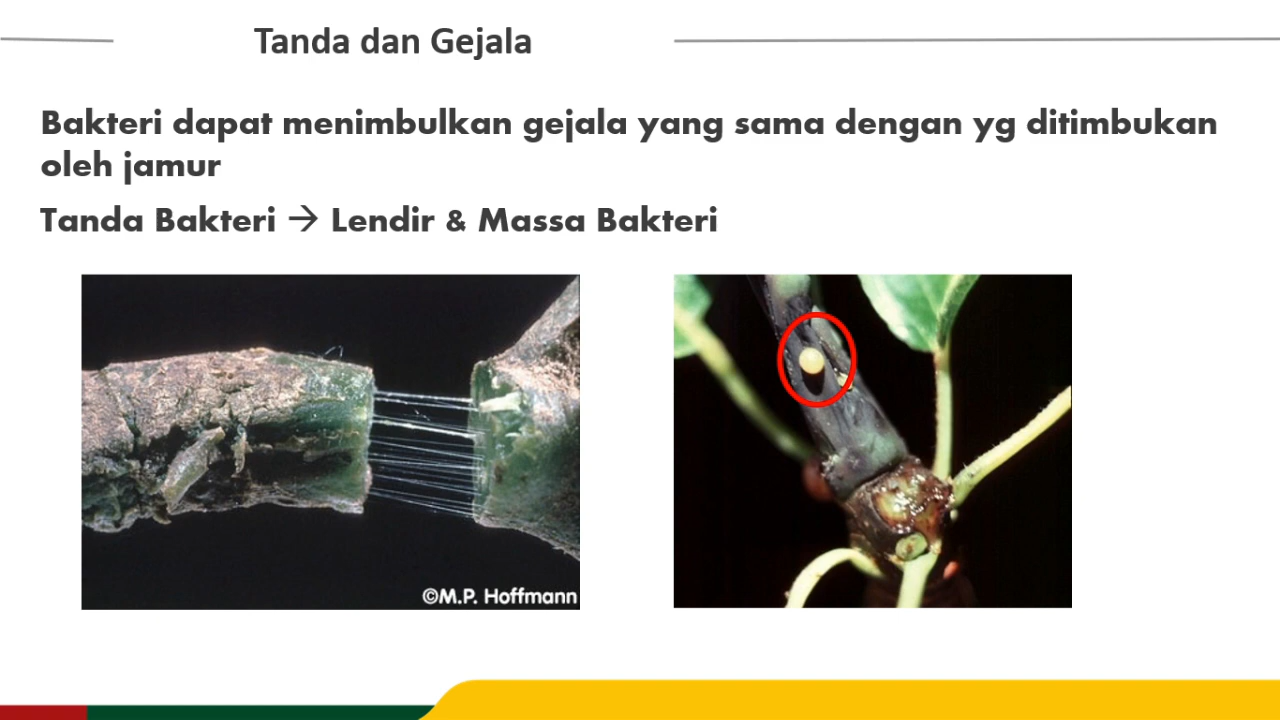 Tanda dan Gejala
Bakteri dapat menimbulkan gejala yang sama dengan yg ditimbukan
oleh jamur
Tanda Bakteri → Lendir & Massa Bakteri
©M.P. Hoffmann